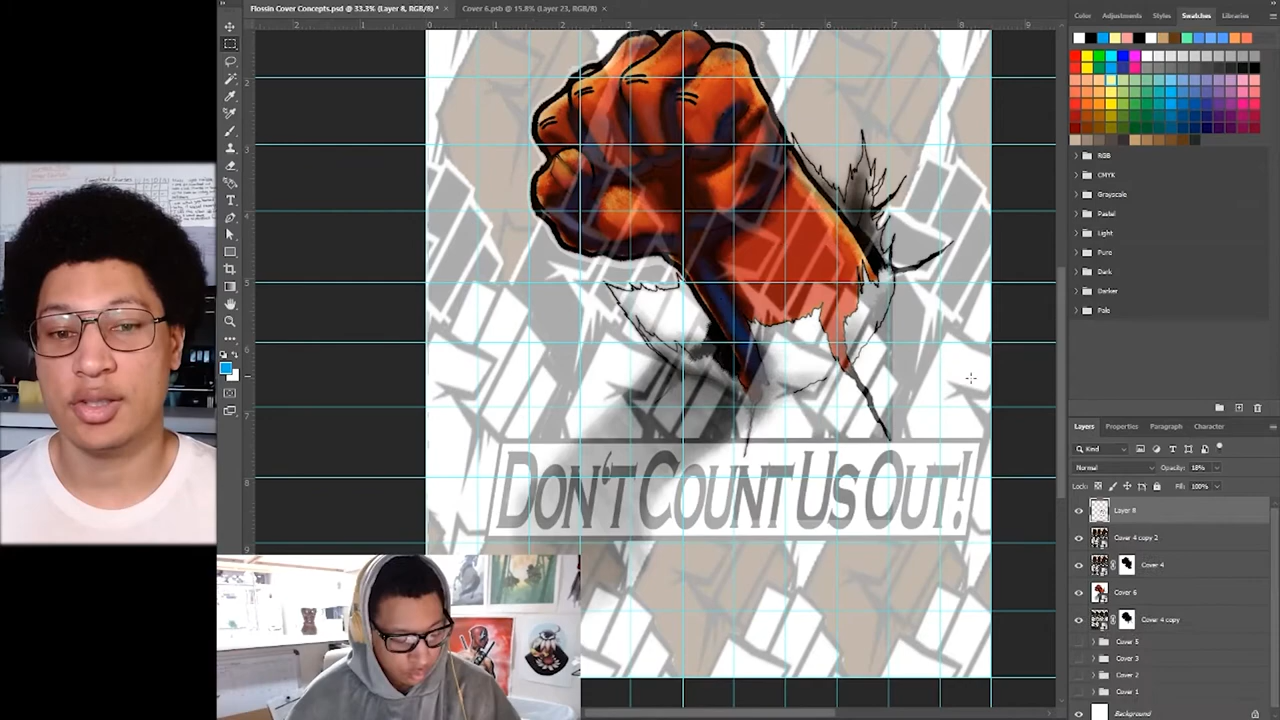 Flossin Cover Concepts.psd @ 33.3% (Layer 8, RGB/8) *
Cover 6.psb @ 15.8% (Layer 23, RGB/8) *
Color Adjustments Styles Swatches Libraries
RGB
CMYK
Grayscale
Pastel
Light
Pure
Dark
Darker
Pale
DON'T COUNT US OUT!
Layers Properties Paragraph Character
Kind
Normal Opacity: 18%
Lock: Fill: 100%
Layer 8
Cover 4 copy 2
Cover 4
Cover 6
Cover 4 copy
Cover 5
Cover 3
Cover 2
Cover 1
Background